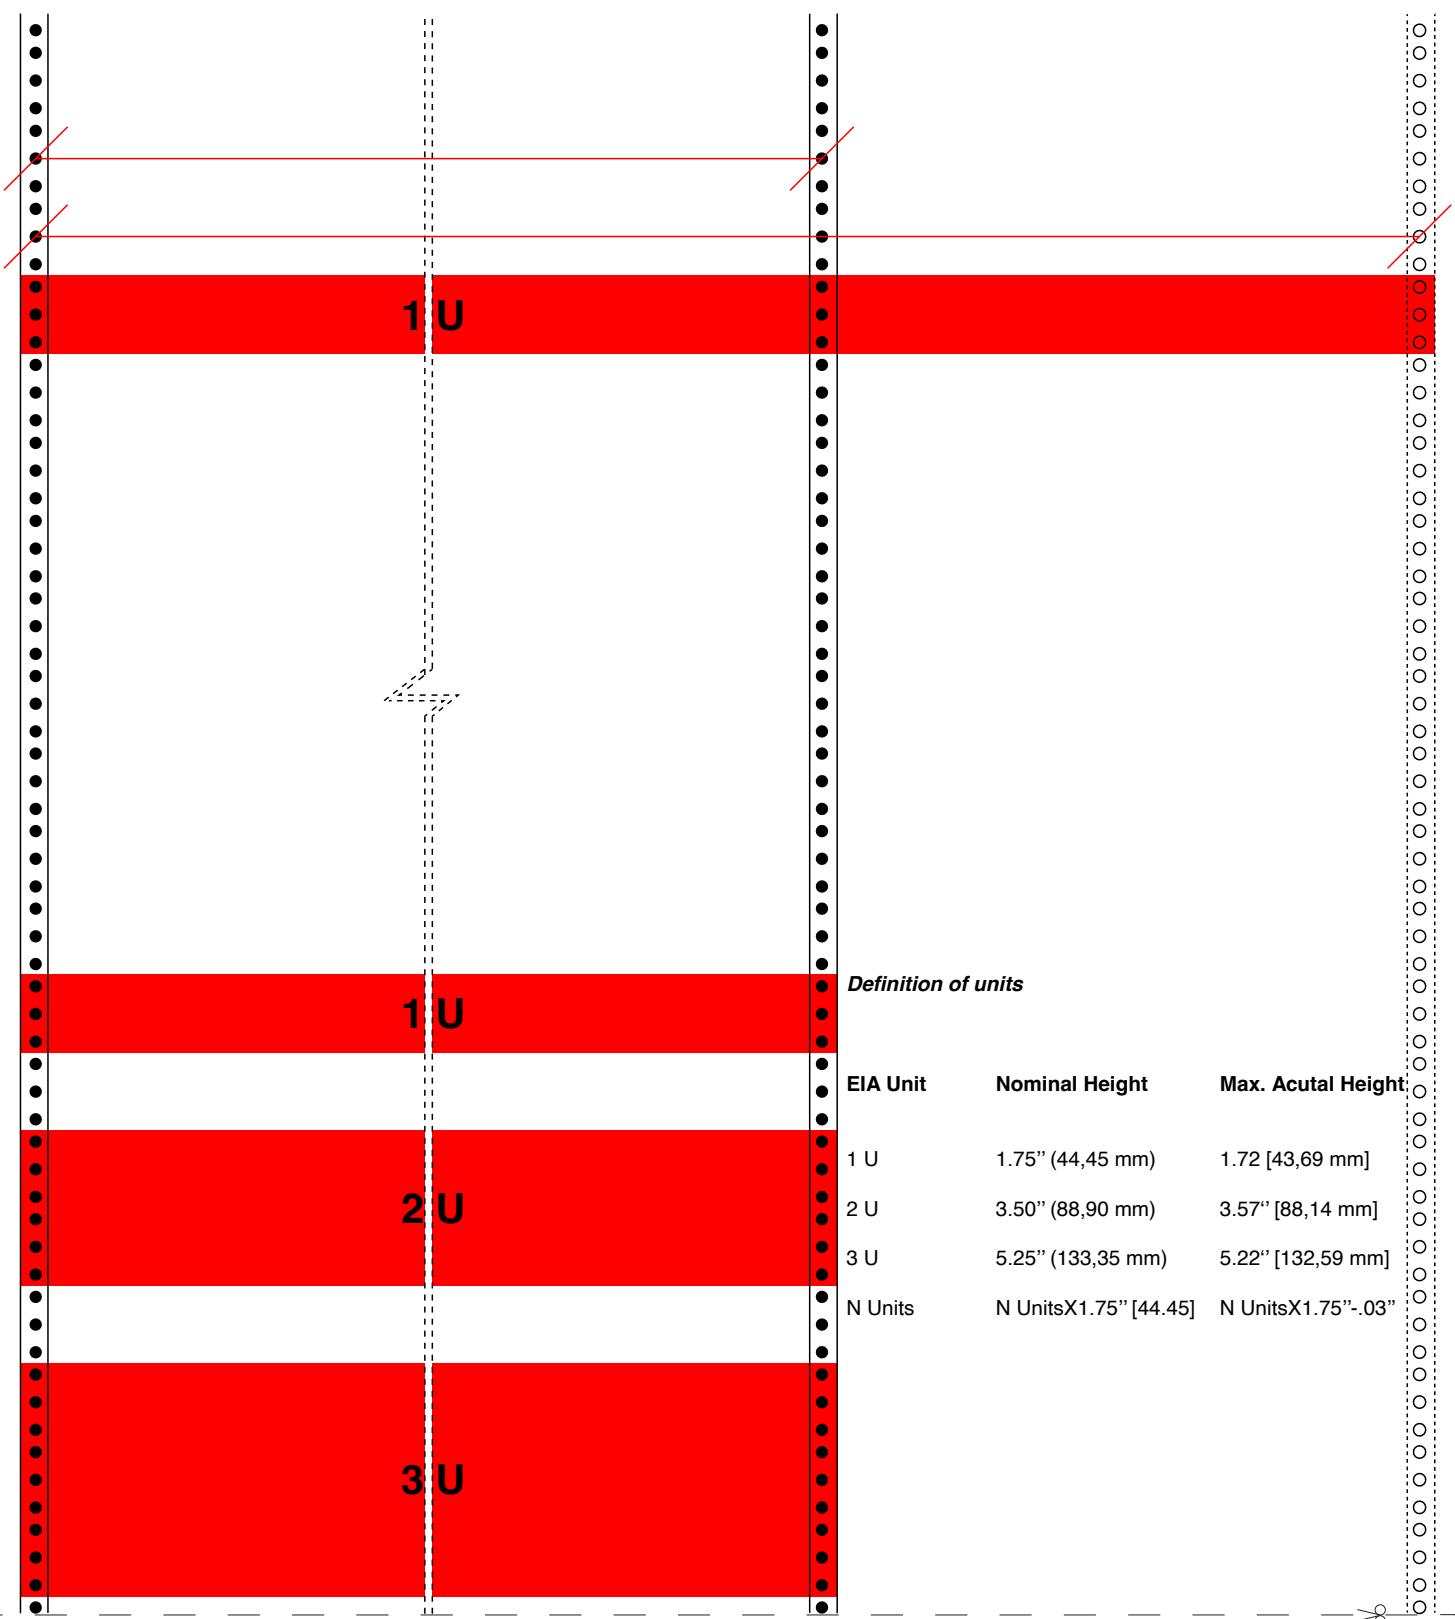 1 U
1 U
Definition of units
EIA Unit Nominal Height Max. Acutal Height
1 U 1.75’’ (44,45 mm) 1.72 [43,69 mm]
2 U 3.50’’ (88,90 mm) 3.57‘’ [88,14 mm]
2 U
3 U 5.25’’ (133,35 mm) 5.22‘’ [132,59 mm]
N Units N UnitsX1.75’’ [44.45] N UnitsX1.75’’-.03’’
3 U